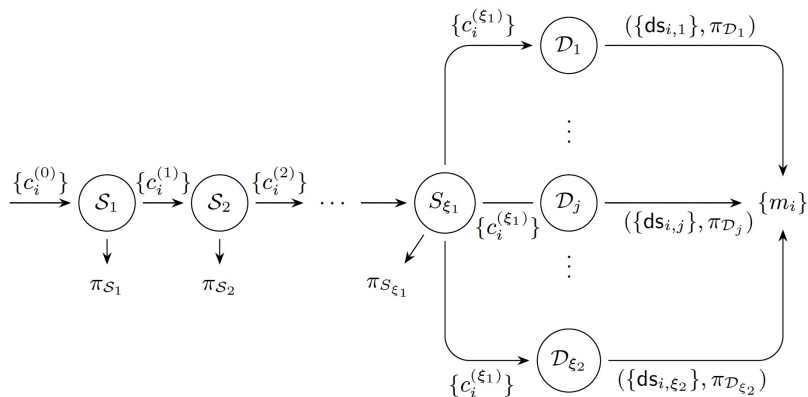 {c_i^{(ξ_1)}} 𝒟_1 ({ds_{i,1}}, π_{𝒟_1})
⋮
{c_i^{(0)}} 𝒮_1 {c_i^{(1)}} 𝒮_2 {c_i^{(2)}} ⋯ S_{ξ_1} {c_i^{(ξ_1)}} 𝒟_j ({ds_{i,j}}, π_{𝒟_j}) {m_i}
π_{𝒮_1} π_{𝒮_2} π_{S_{ξ_1}}
⋮
{c_i^{(ξ_1)}} 𝒟_{ξ_2} ({ds_{i,ξ_2}}, π_{𝒟_{ξ_2}})